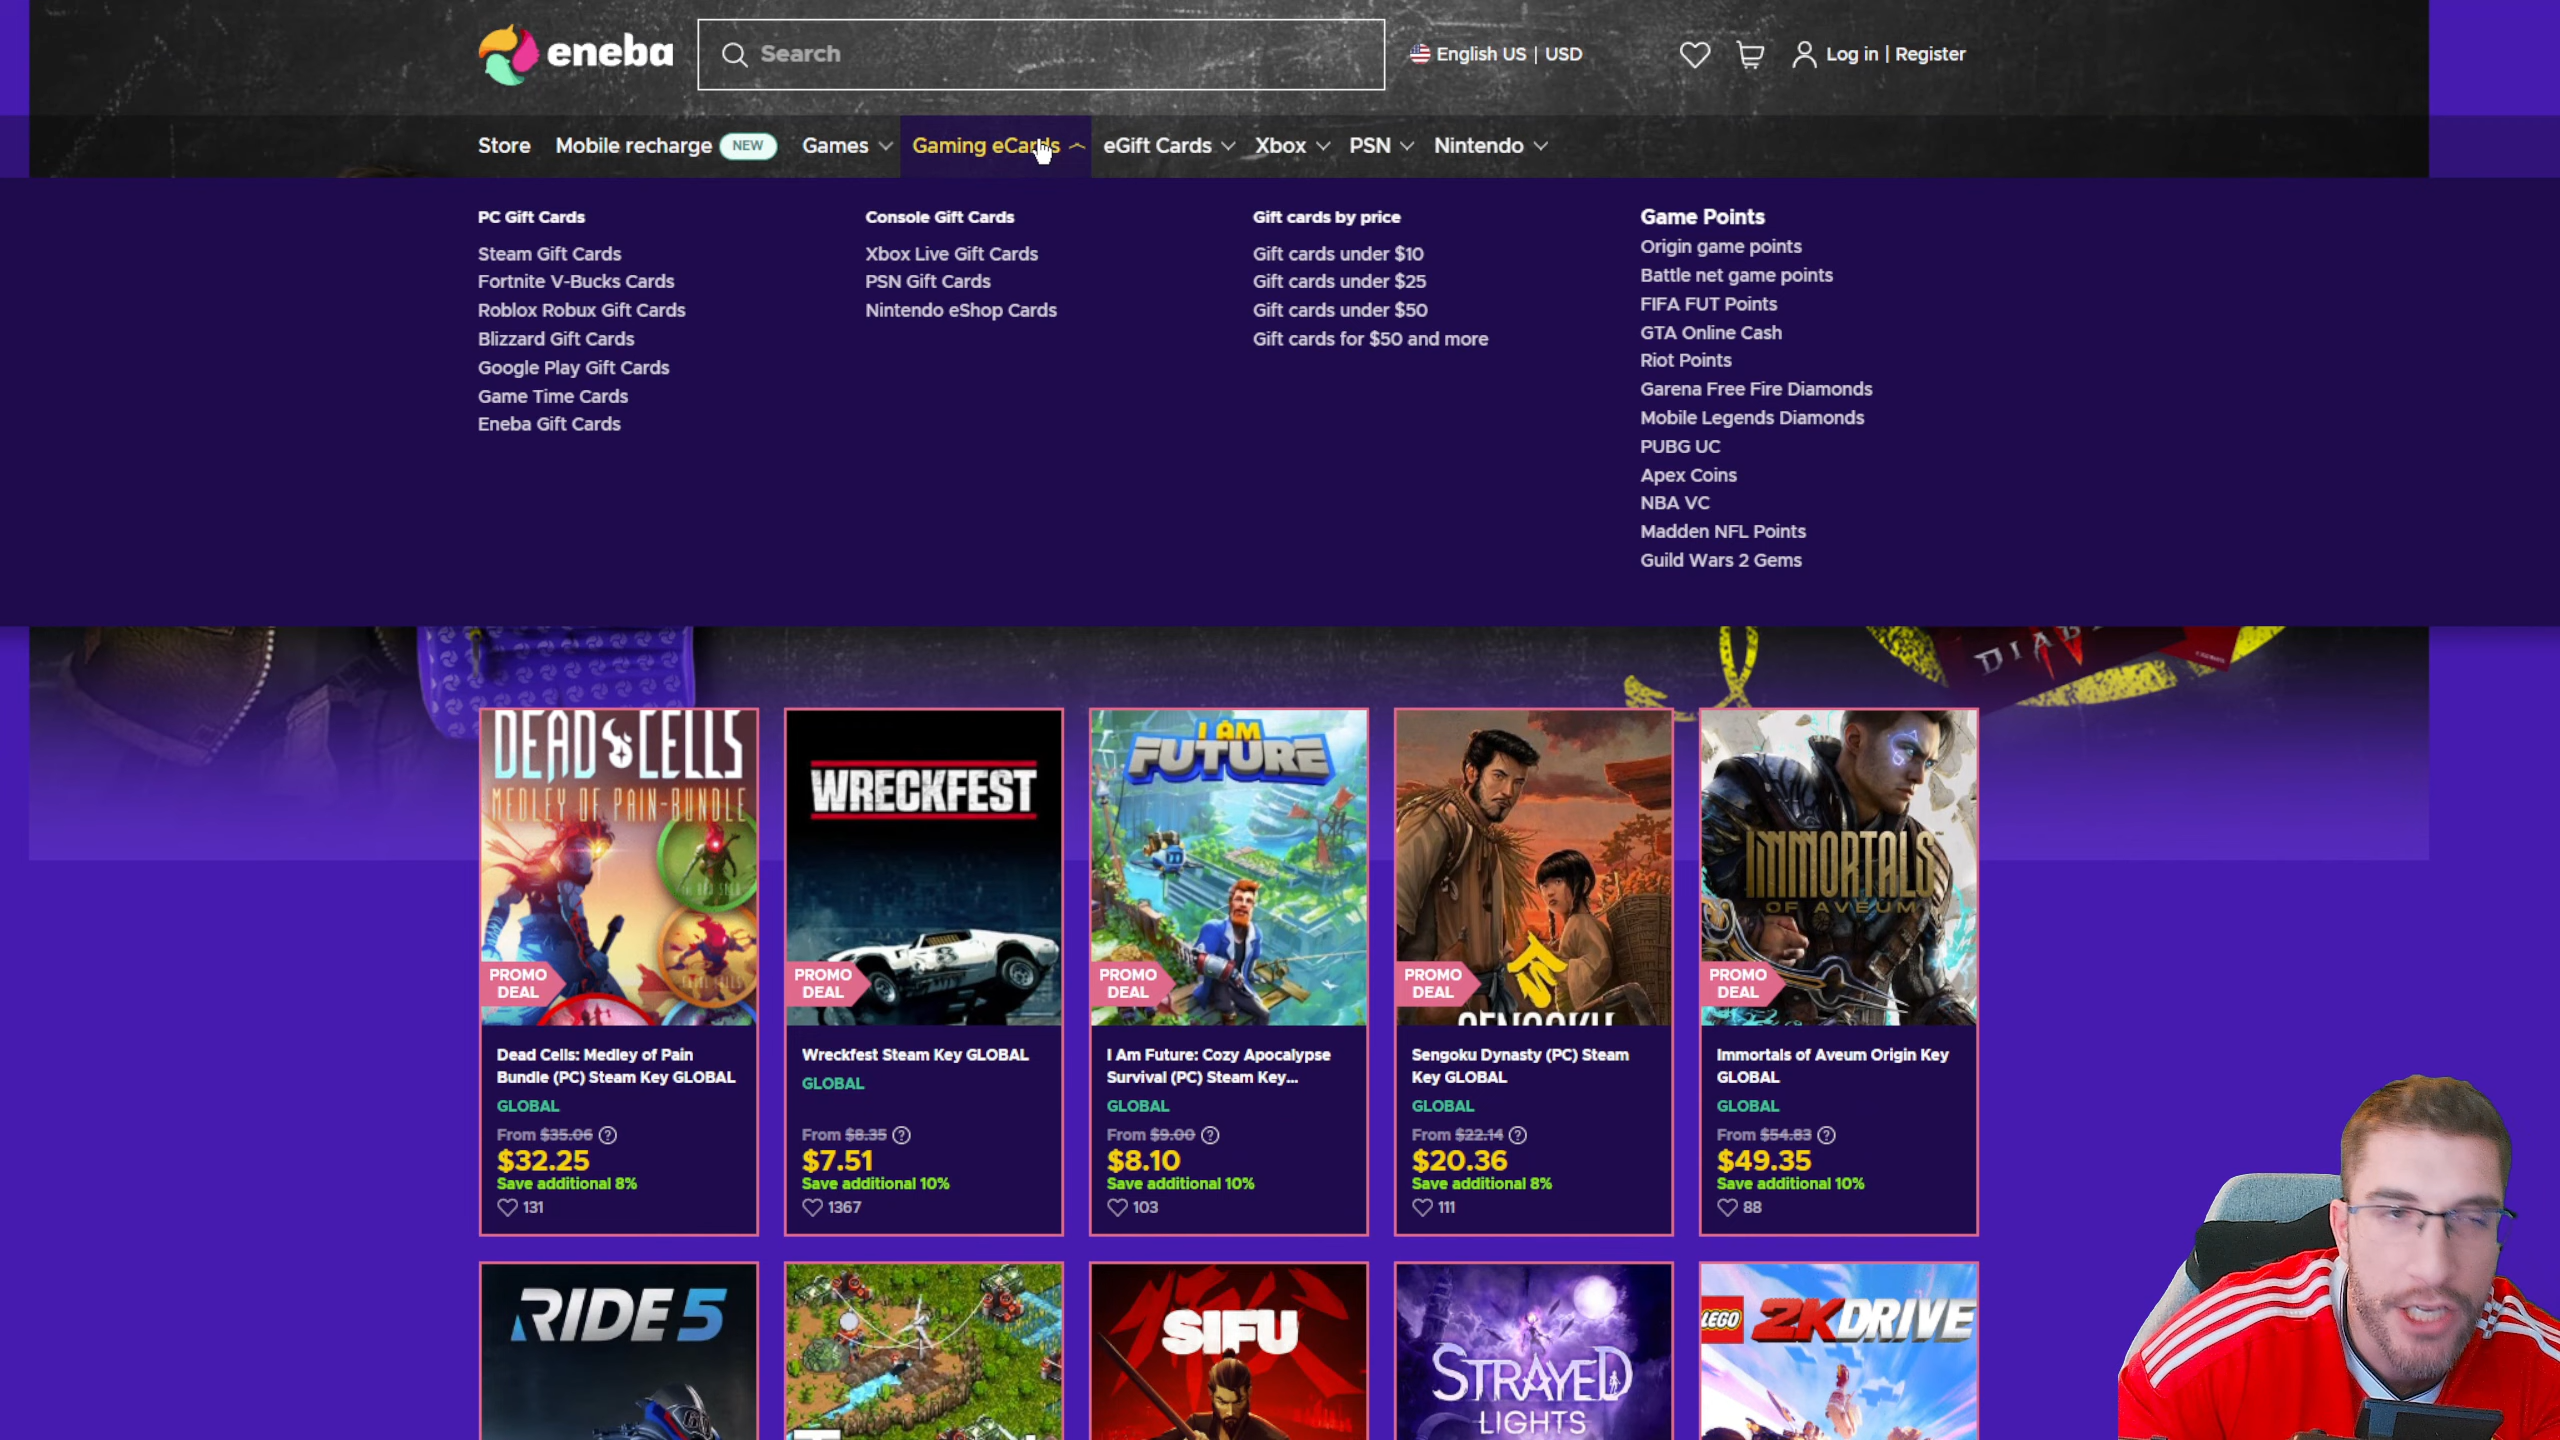 eneba
Search
English US | USD
Log in | Register
Store
Mobile recharge
NEW
Games
Gaming eCards
eGift Cards
Xbox
PSN
Nintendo
PC Gift Cards
Steam Gift Cards
Fortnite V-Bucks Cards
Roblox Robux Gift Cards
Blizzard Gift Cards
Google Play Gift Cards
Game Time Cards
Eneba Gift Cards
Console Gift Cards
Xbox Live Gift Cards
PSN Gift Cards
Nintendo eShop Cards
Gift cards by price
Gift cards under $10
Gift cards under $25
Gift cards under $50
Gift cards for $50 and more
Game Points
Origin game points
Battle net game points
FIFA FUT Points
GTA Online Cash
Riot Points
Garena Free Fire Diamonds
Mobile Legends Diamonds
PUBG UC
Apex Coins
NBA VC
Madden NFL Points
Guild Wars 2 Gems
DEAD CELLS
MEDLEY OF PAIN-BUNDLE
PROMO
DEAL
Dead Cells: Medley of Pain
Bundle (PC) Steam Key GLOBAL
GLOBAL
From $35.06
$32.25
Save additional 8%
131
WRECKFEST
PROMO
DEAL
Wreckfest Steam Key GLOBAL
GLOBAL
From $8.35
$7.51
Save additional 10%
1367
I AM
FUTURE
PROMO
DEAL
I Am Future: Cozy Apocalypse
Survival (PC) Steam Key...
GLOBAL
From $9.00
$8.10
Save additional 10%
103
PROMO
DEAL
SENGOKU
Sengoku Dynasty (PC) Steam
Key GLOBAL
GLOBAL
From $22.14
$20.36
Save additional 8%
111
IMMORTALS
OF AVEUM
PROMO
DEAL
Immortals of Aveum Origin Key
GLOBAL
GLOBAL
From $54.83
$49.35
Save additional 10%
88
RIDE 5
SIFU
STRAYED
LIGHTS
LEGO
2K DRIVE